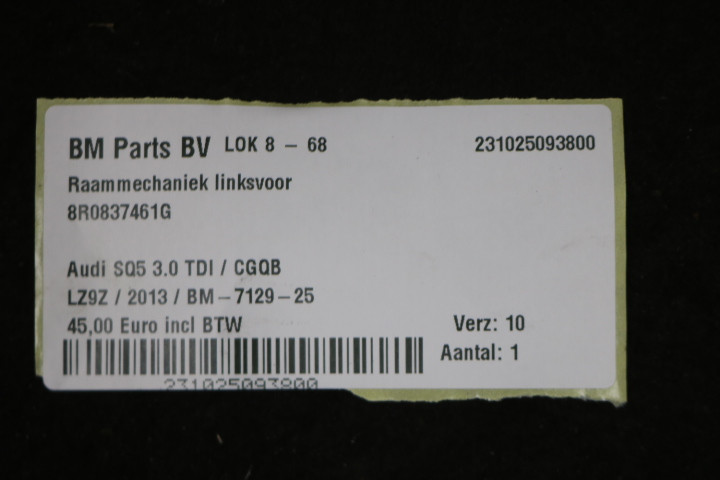 BM Parts BV LOK 8 - 68 231025093800
Raammechaniek linksvoor
8R0837461G
Audi SQ5 3.0 TDI / CGQB
LZ9Z / 2013 / BM-7129-25
45,00 Euro incl BTW Verz: 10
Aantal: 1
231025093800